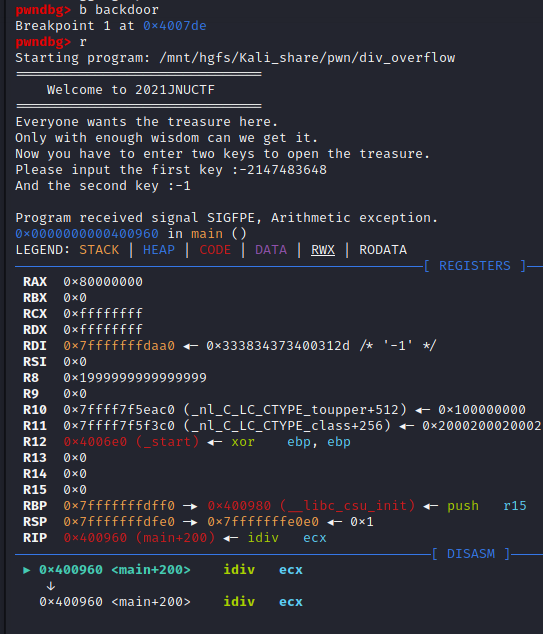 pwndbg> b backdoor
Breakpoint 1 at 0×4007de
pwndbg> r
Starting program: /mnt/hgfs/Kali_share/pwn/div_overflow
===============================
    Welcome to 2021JNUCTF
===============================
Everyone wants the treasure here.
Only with enough wisdom can we get it.
Now you have to enter two keys to open the treasure.
Please input the first key :-2147483648
And the second key :-1
Program received signal SIGFPE, Arithmetic exception.
0×0000000000400960 in main ()
LEGEND: STACK | HEAP | CODE | DATA | RWX | RODATA
[ REGISTERS ]
RAX  0×80000000
RBX  0×0
RCX  0×ffffffff
RDX  0×ffffffff
RDI  0×7fffffffdaa0 ◂— 0×333834373400312d /* '-1' */
RSI  0×0
R8   0×1999999999999999
R9   0×0
R10  0×7ffff7f5eac0 (_nl_C_LC_CTYPE_toupper+512) ◂— 0×100000000
R11  0×7ffff7f5f3c0 (_nl_C_LC_CTYPE_class+256) ◂— 0×2000200020002
R12  0×4006e0 (_start) ◂— xor    ebp, ebp
R13  0×0
R14  0×0
R15  0×0
RBP  0×7fffffffdff0 —▸ 0×400980 (__libc_csu_init) ◂— push   r15
RSP  0×7fffffffdfe0 —▸ 0×7fffffffe0e0 ◂— 0×1
RIP  0×400960 (main+200) ◂— idiv   ecx
[ DISASM ]
► 0×400960 <main+200>    idiv   ecx
↓
0×400960 <main+200>    idiv   ecx